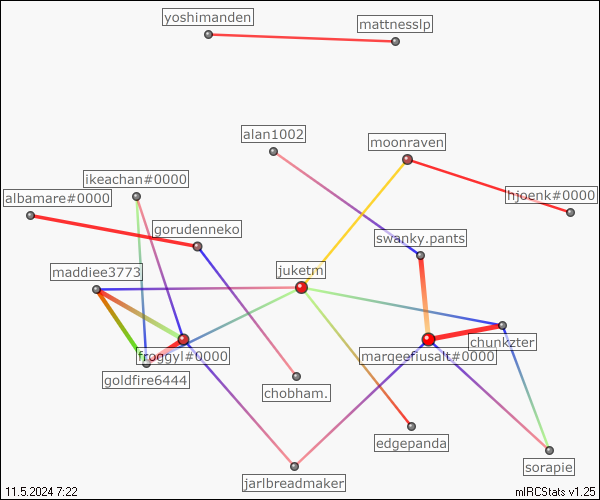 yoshimanden
mattnesslp
alan1002
moonraven
ikeachan#0000
albamare#0000
hjoenk#0000
gorudenneko
swanky.pants
maddiee3773
juketm
chunkzter
froggyl#0000
marqeefiusalt#0000
goldfire6444
chobham.
edgepanda
sorapie
jarlbreadmaker
11.5.2024 7:22
mIRCStats v1.25